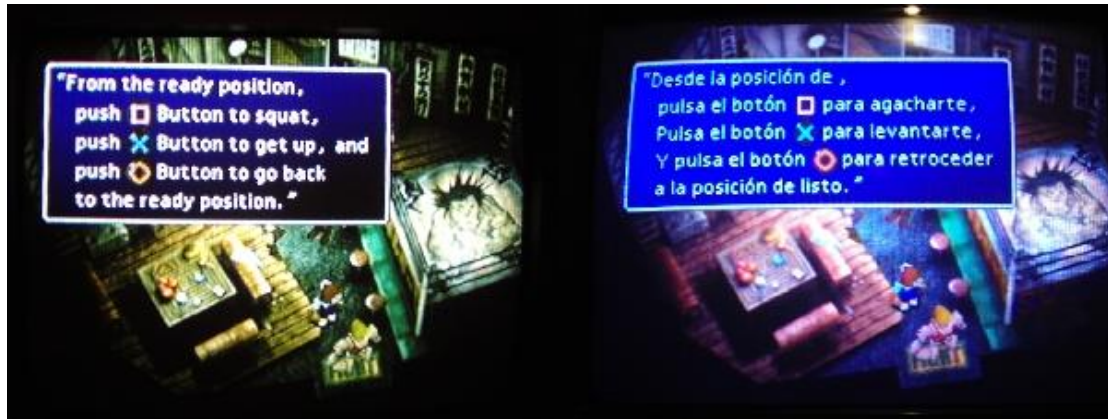 "From the ready position,
push □ Button to squat,
push ✕ Button to get up, and
push ○ Button to go back
to the ready position."
"Desde la posición de ,
pulsa el botón □ para agacharte,
Pulsa el botón ✕ para levantarte,
Y pulsa el botón ○ para retroceder
a la posición de listo."